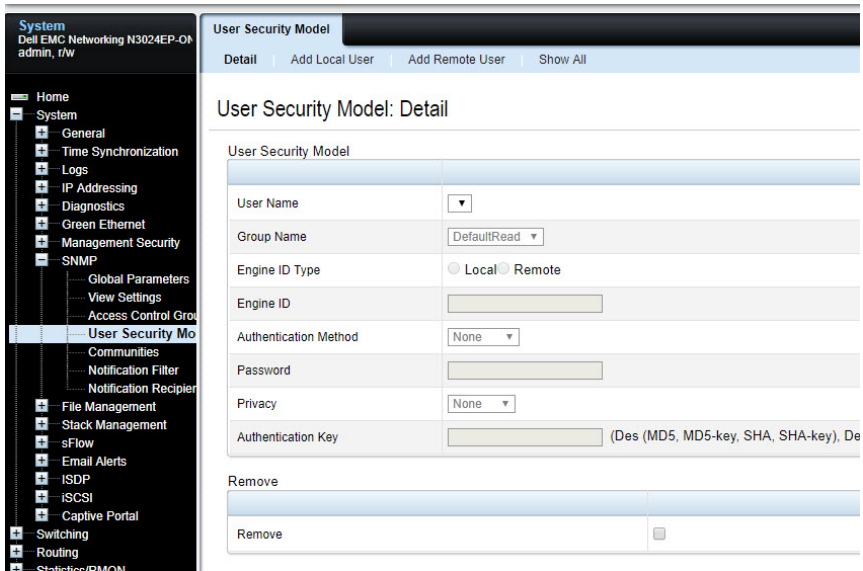 System
Dell EMC Networking N3024EP-ON
admin, r/w
Home
System
General
Time Synchronization
Logs
IP Addressing
Diagnostics
Green Ethernet
Management Security
SNMP
Global Parameters
View Settings
Access Control Grou
User Security Mo
Communities
Notification Filter
Notification Recipien
File Management
Stack Management
sFlow
Email Alerts
ISDP
iSCSI
Captive Portal
Switching
Routing
Statistics/RMON
User Security Model
Detail Add Local User Add Remote User Show All
User Security Model: Detail
User Security Model
User Name
Group Name DefaultRead
Engine ID Type Local Remote
Engine ID
Authentication Method None
Password
Privacy None
Authentication Key (Des (MD5, MD5-key, SHA, SHA-key), De
Remove
Remove